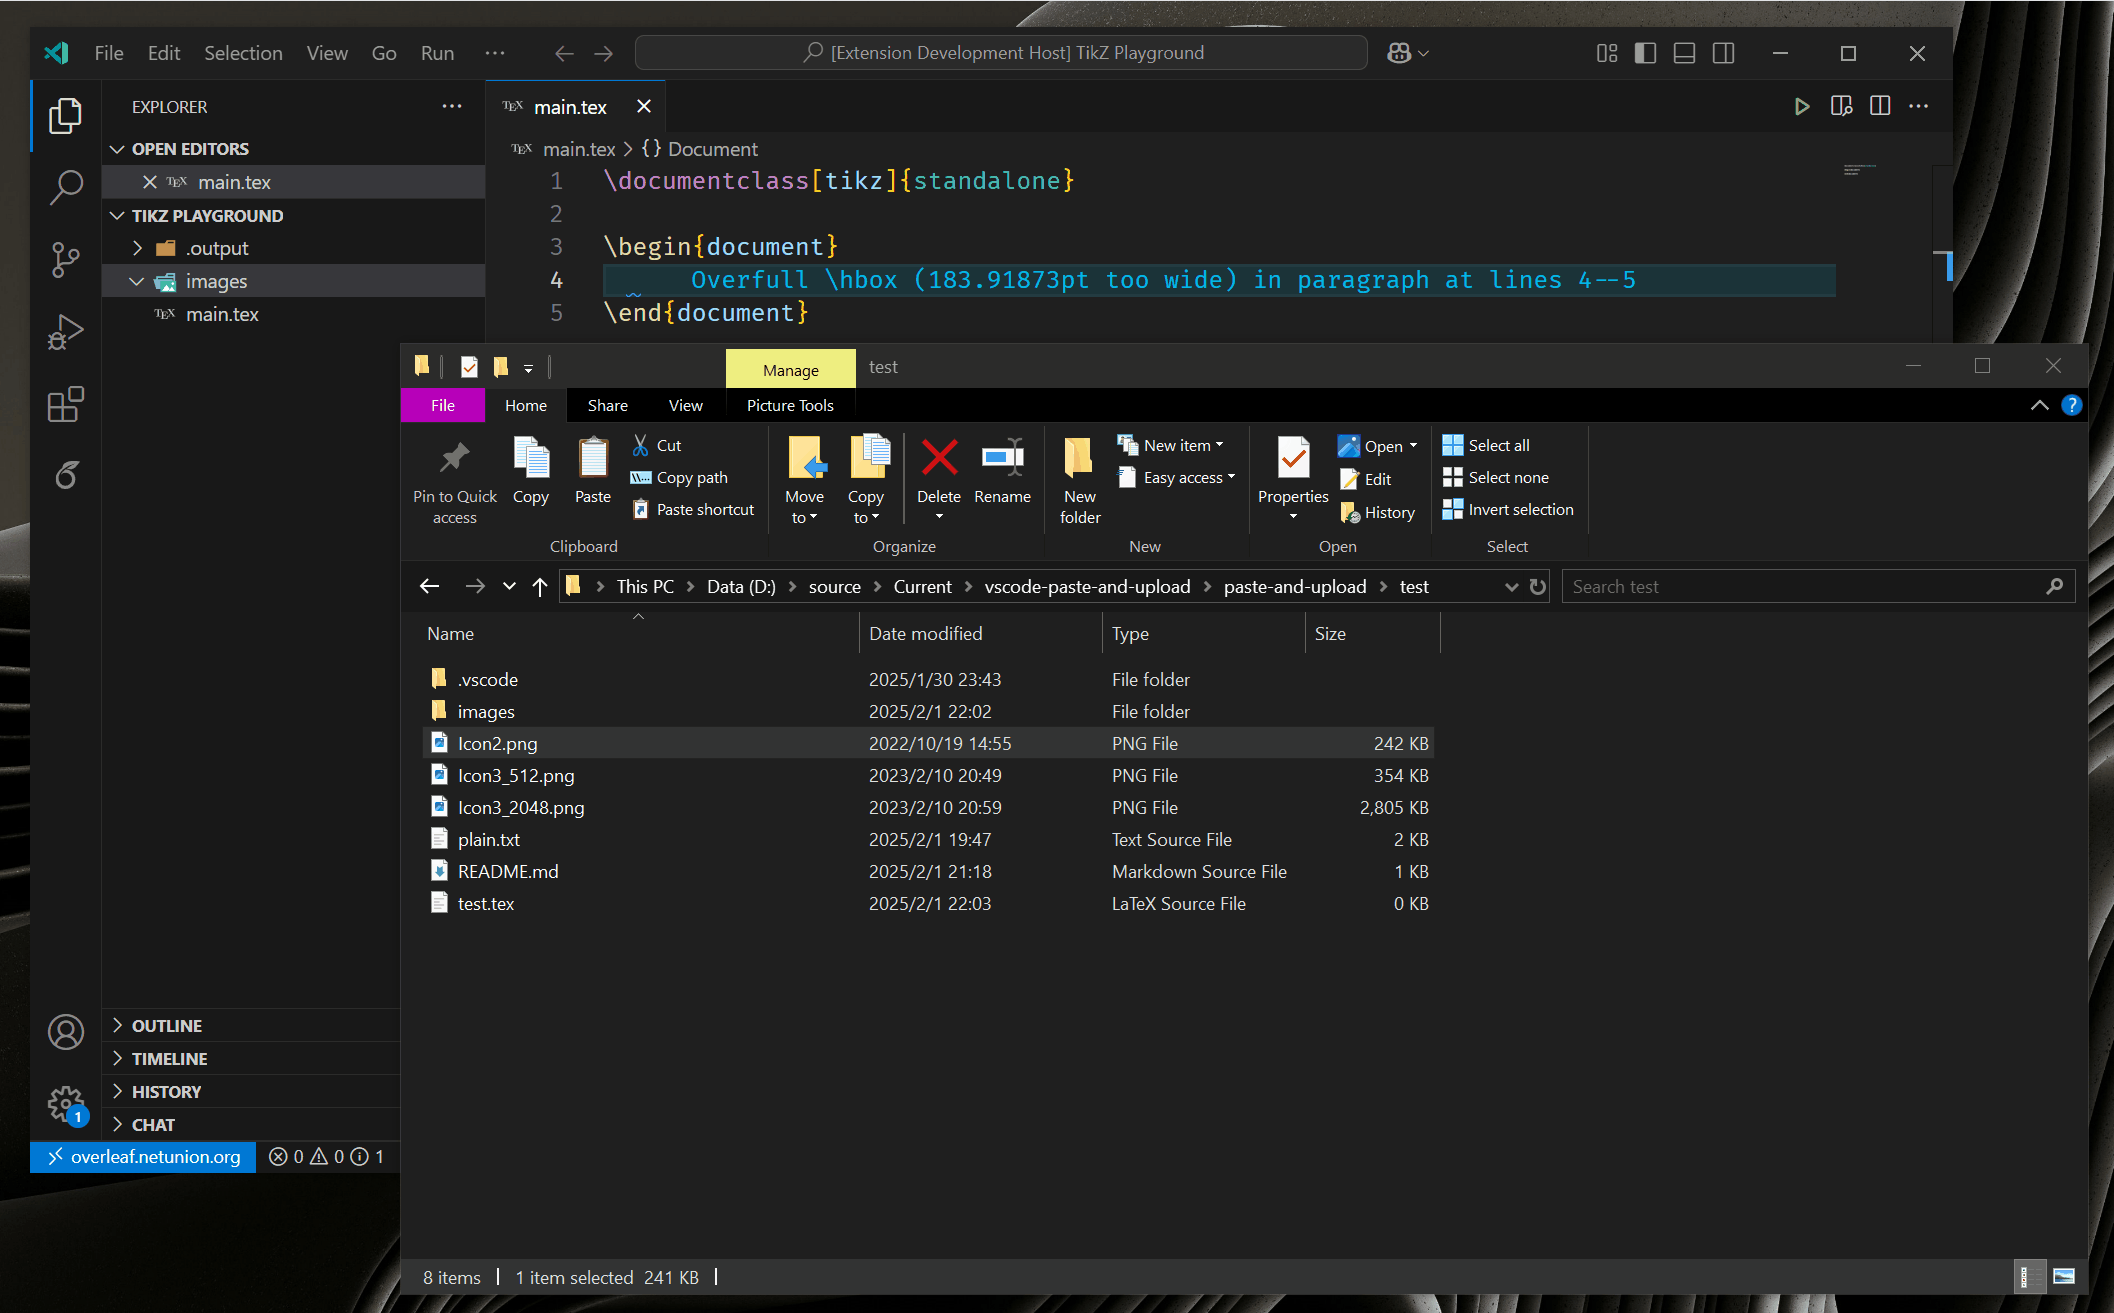 File Edit Selection View Go Run ··· [Extension Development Host] TikZ Playground
EXPLORER ···
OPEN EDITORS
TEX main.tex
TIKZ PLAYGROUND
.output
images
TEX main.tex
OUTLINE
TIMELINE
HISTORY
CHAT
1
overleaf.netunion.org 0 0 1
TEX main.tex
TEX main.tex > {} Document
1 \documentclass[tikz]{standalone}
2
3 \begin{document}
4 Overfull \hbox (183.91873pt too wide) in paragraph at lines 4--5
5 \end{document}
Manage test
File Home Share View Picture Tools ?
Pin to Quick access
Copy
Paste
Cut
Copy path
Paste shortcut
Clipboard
Move to
Copy to
Delete
Rename
Organize
New folder
New item
Easy access
New
Properties
Open
Edit
History
Open
Select all
Select none
Invert selection
Select
This PC > Data (D:) > source > Current > vscode-paste-and-upload > paste-and-upload > test Search test
Name Date modified Type Size
.vscode 2025/1/30 23:43 File folder
images 2025/2/1 22:02 File folder
Icon2.png 2022/10/19 14:55 PNG File 242 KB
Icon3_512.png 2023/2/10 20:49 PNG File 354 KB
Icon3_2048.png 2023/2/10 20:59 PNG File 2,805 KB
plain.txt 2025/2/1 19:47 Text Source File 2 KB
README.md 2025/2/1 21:18 Markdown Source File 1 KB
test.tex 2025/2/1 22:03 LaTeX Source File 0 KB
8 items 1 item selected 241 KB